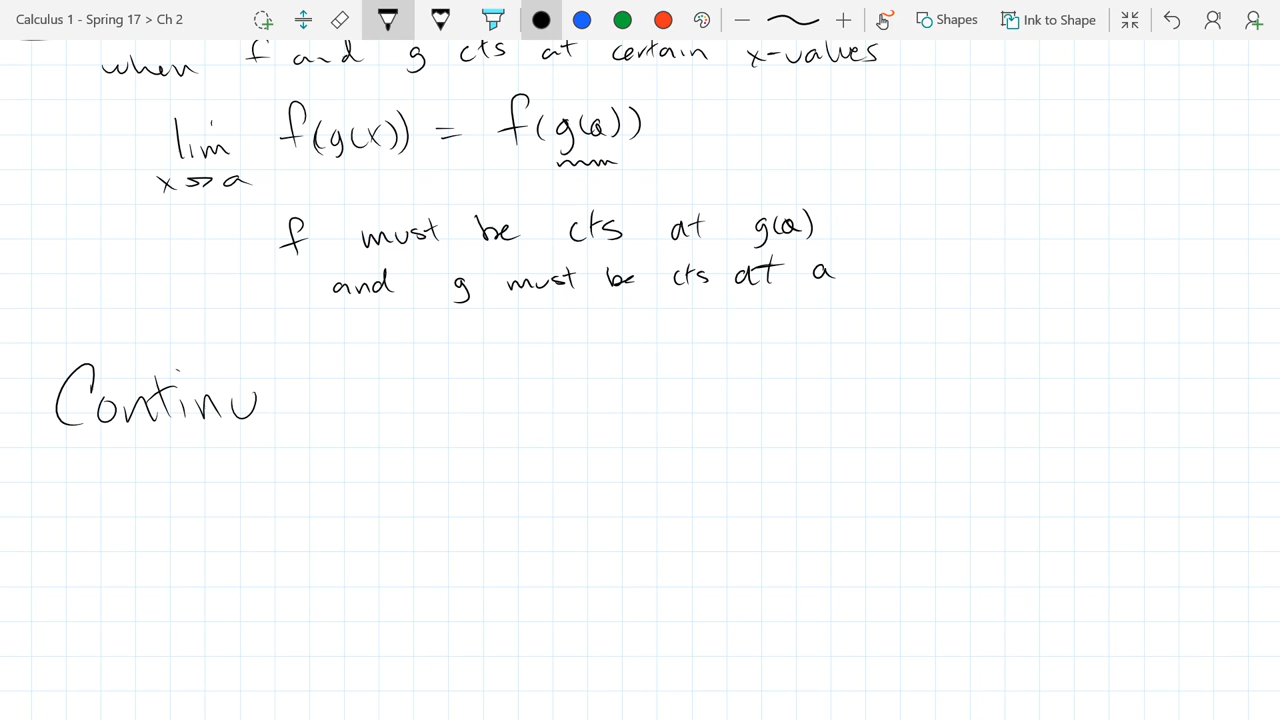 Calculus 1 - Spring 17 > Ch 2 Shapes Ink to Shape
when f and g cts at certain x-values
lim f(g(x)) = f(g(a))
x → a
f must be cts at g(a)
and g must be cts at a
Continu